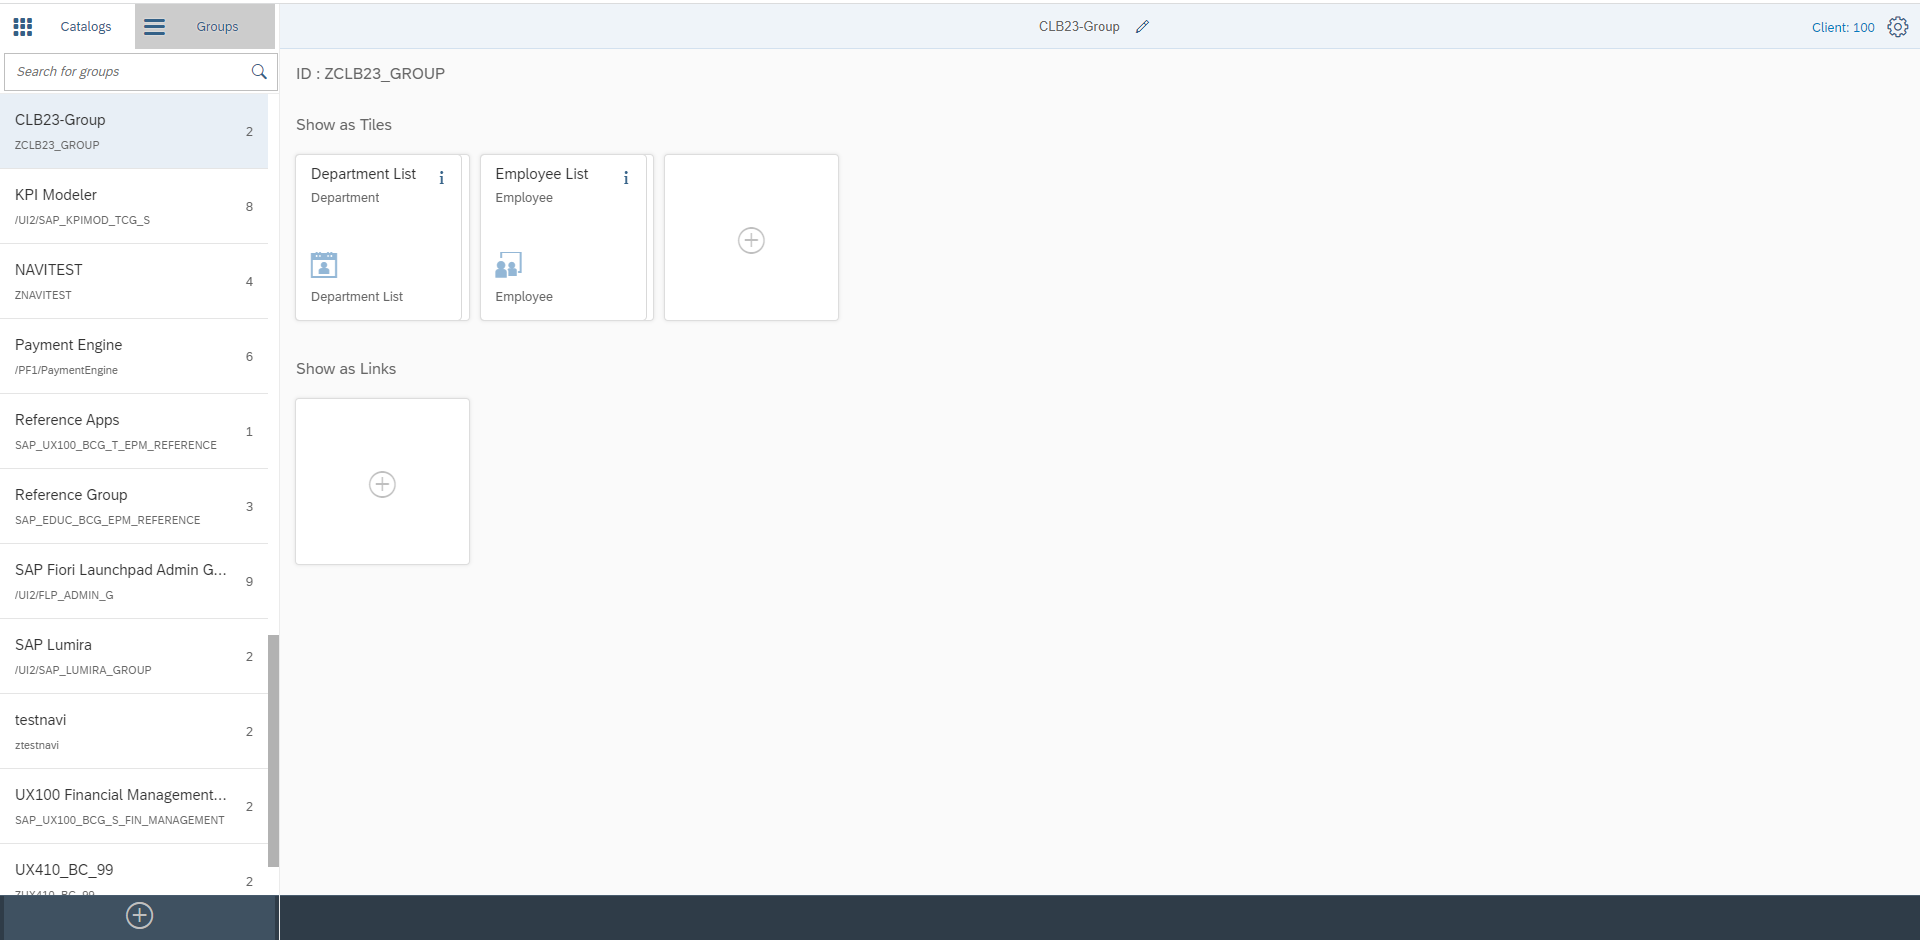 Catalogs
Groups
CLB23-Group
Client: 100
Search for groups
CLB23-Group
2
ZCLB23_GROUP
KPI Modeler
8
/UI2/SAP_KPIMOD_TCG_S
NAVITEST
4
ZNAVITEST
Payment Engine
6
/PF1/PaymentEngine
Reference Apps
1
SAP_UX100_BCG_T_EPM_REFERENCE
Reference Group
3
SAP_EDUC_BCG_EPM_REFERENCE
SAP Fiori Launchpad Admin G...
9
/UI2/FLP_ADMIN_G
SAP Lumira
2
/UI2/SAP_LUMIRA_GROUP
testnavi
2
ztestnavi
UX100 Financial Management...
2
SAP_UX100_BCG_S_FIN_MANAGEMENT
UX410_BC_99
2
ZUX410_BC_99
ID : ZCLB23_GROUP
Show as Tiles
Department List
Department
Department List
Employee List
Employee
Employee
Show as Links